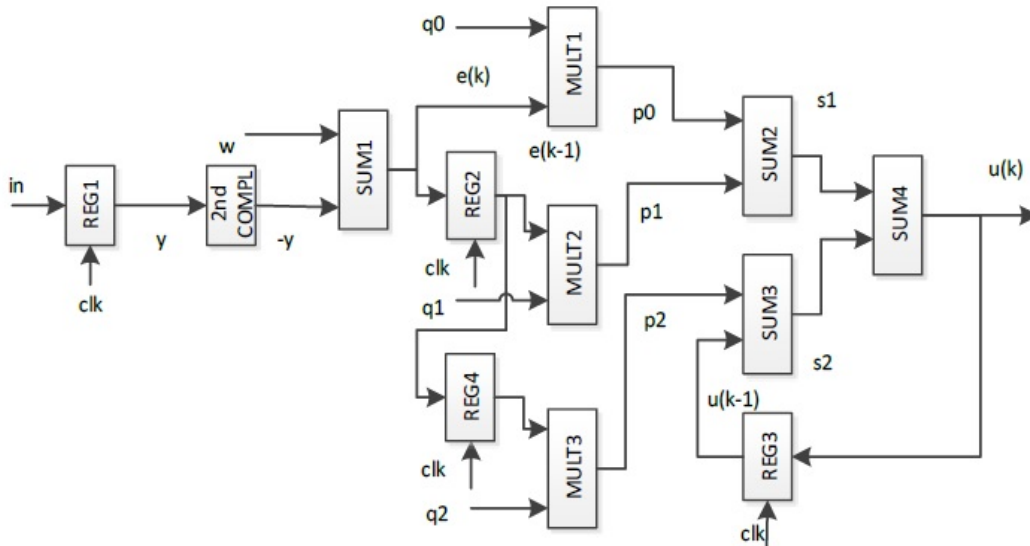 q0
MULT1
e(k)
p0
s1
SUM2
e(k-1)
w
SUM1
u(k)
in
REG1
2nd
COMPL
REG2
SUM4
y
-y
MULT2
p1
clk
clk
q1
p2
SUM3
s2
REG4
u(k-1)
MULT3
REG3
clk
q2
clk